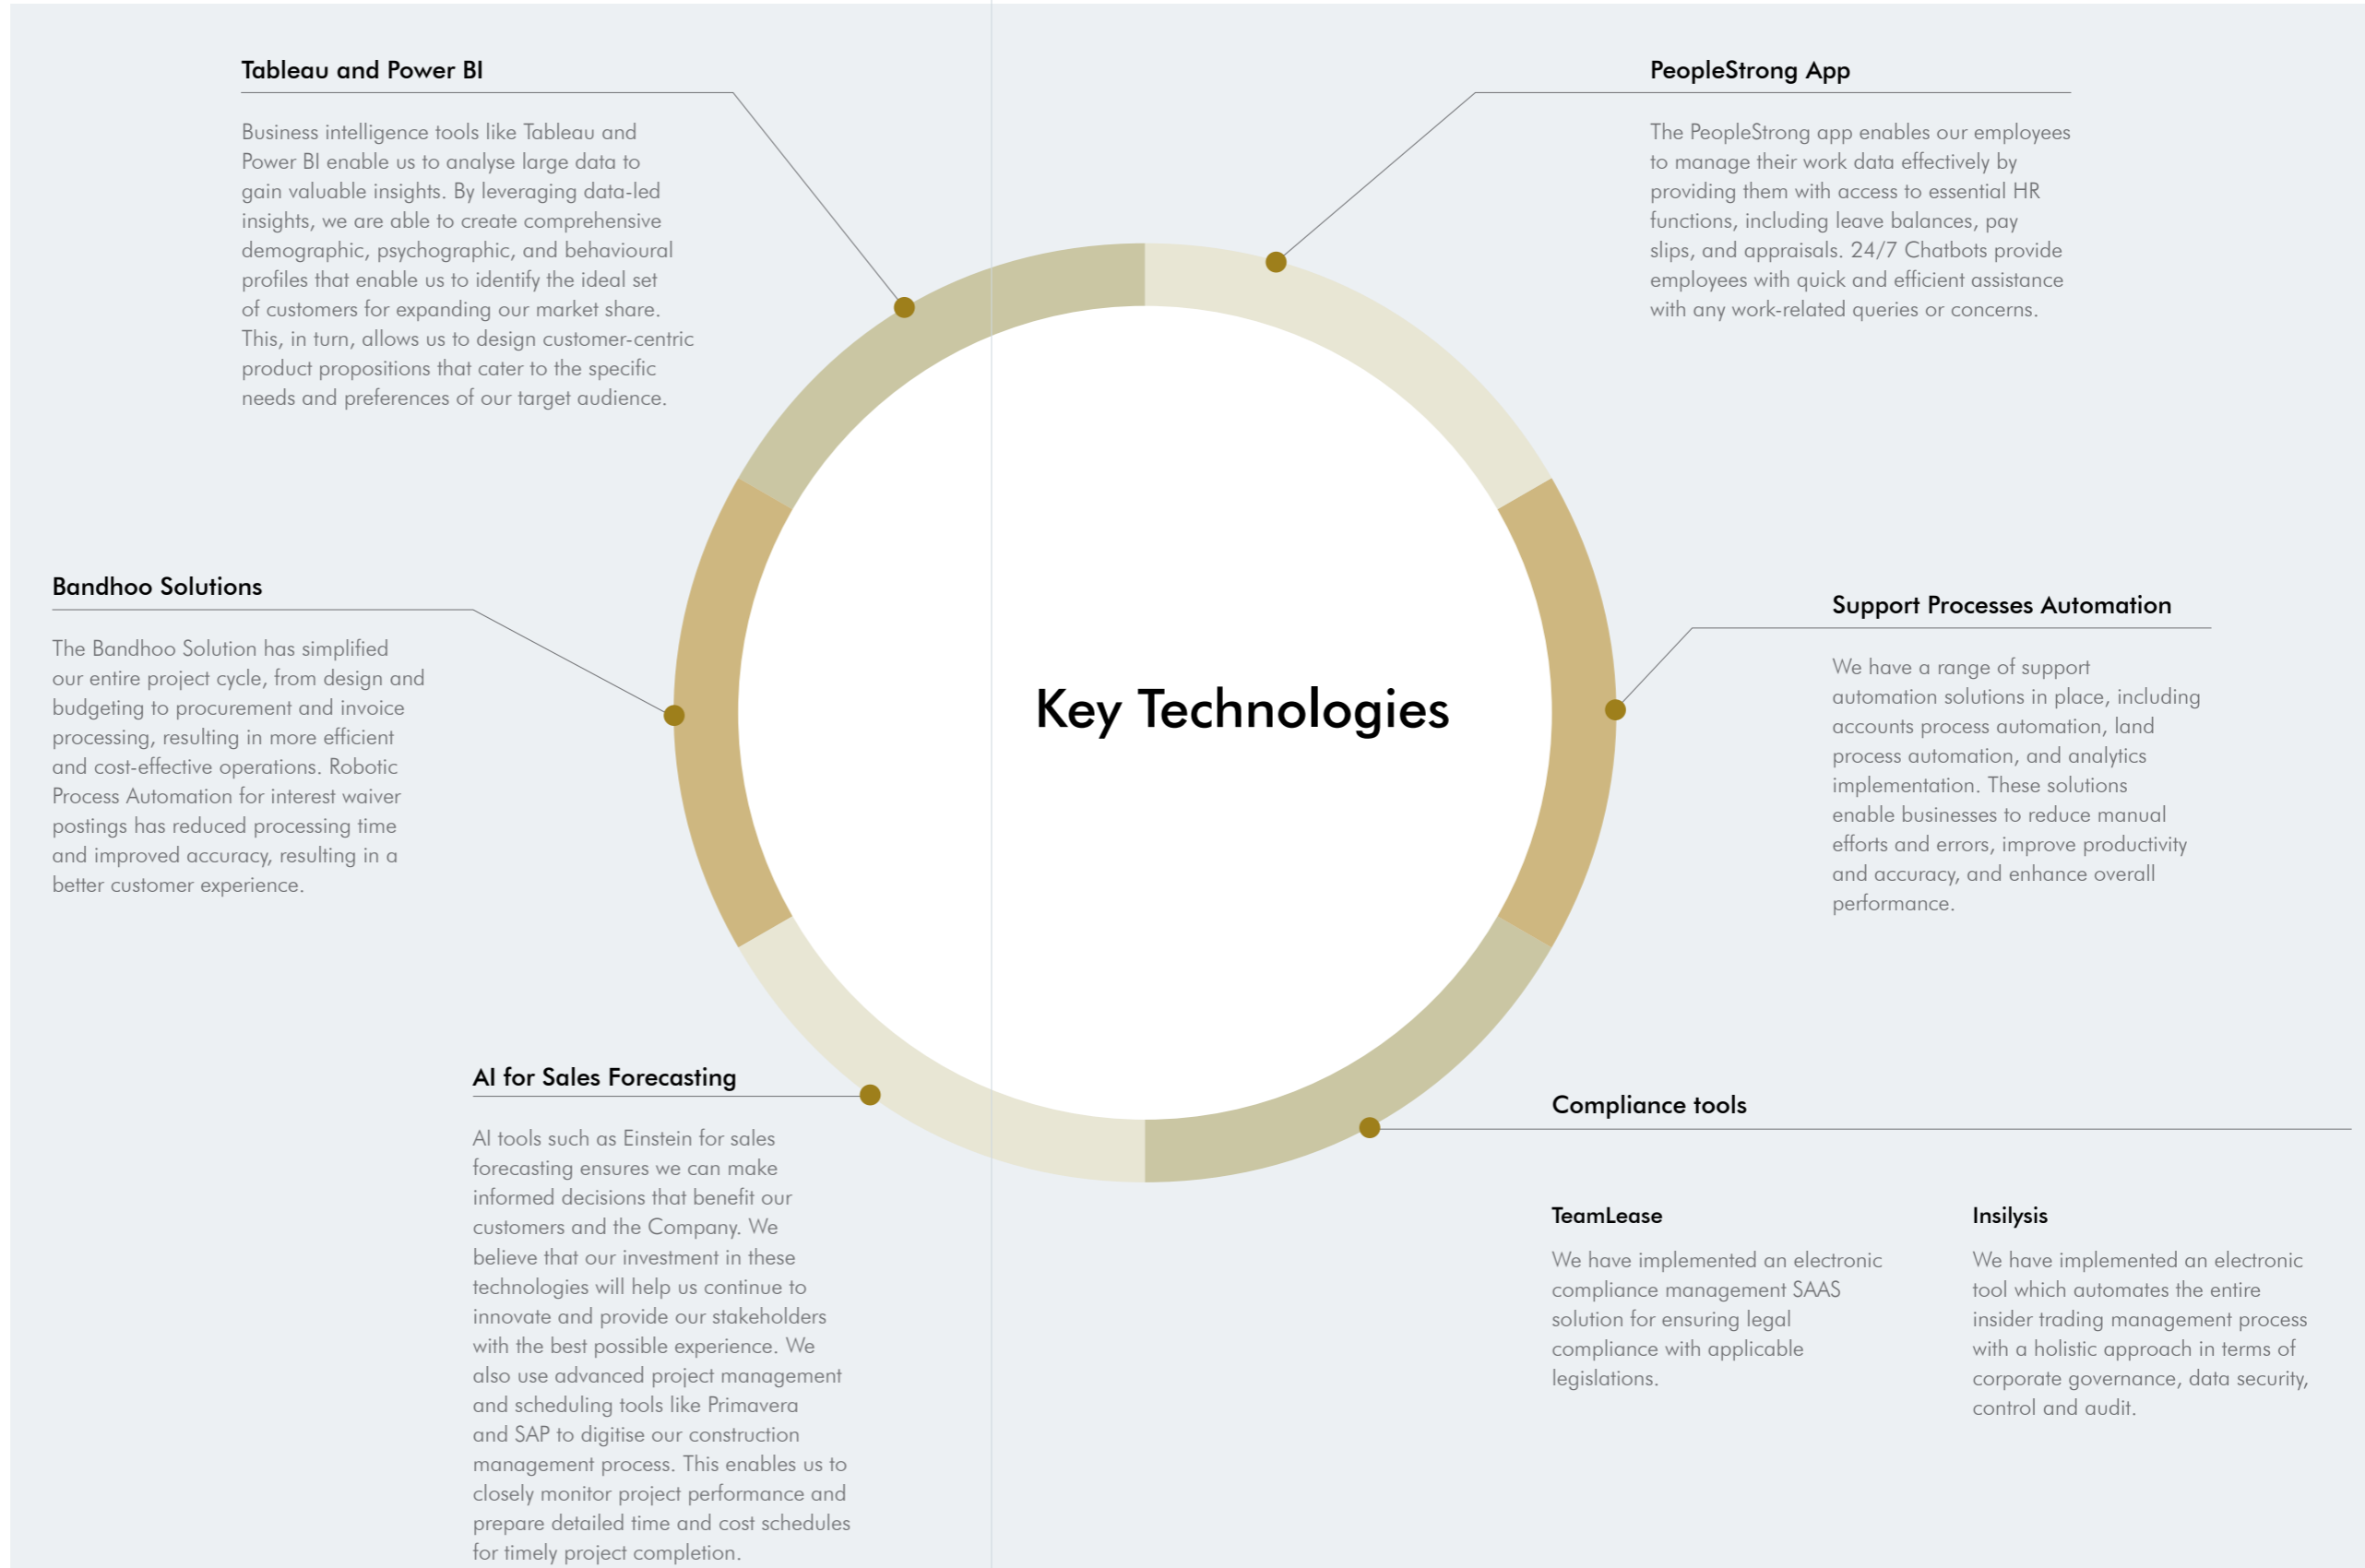 Tableau and Power BI
Business intelligence tools like Tableau and
Power BI enable us to analyse large data to
gain valuable insights. By leveraging data-led
insights, we are able to create comprehensive
demographic, psychographic, and behavioural
profiles that enable us to identify the ideal set
of customers for expanding our market share.
This, in turn, allows us to design customer-centric
product propositions that cater to the specific
needs and preferences of our target audience.
PeopleStrong App
The PeopleStrong app enables our employees
to manage their work data effectively by
providing them with access to essential HR
functions, including leave balances, pay
slips, and appraisals. 24/7 Chatbots provide
employees with quick and efficient assistance
with any work-related queries or concerns.
Bandhoo Solutions
The Bandhoo Solution has simplified
our entire project cycle, from design and
budgeting to procurement and invoice
processing, resulting in more efficient
and cost-effective operations. Robotic
Process Automation for interest waiver
postings has reduced processing time
and improved accuracy, resulting in a
better customer experience.
Key Technologies
Support Processes Automation
We have a range of support
automation solutions in place, including
accounts process automation, land
process automation, and analytics
implementation. These solutions
enable businesses to reduce manual
efforts and errors, improve productivity
and accuracy, and enhance overall
performance.
AI for Sales Forecasting
AI tools such as Einstein for sales
forecasting ensures we can make
informed decisions that benefit our
customers and the Company. We
believe that our investment in these
technologies will help us continue to
innovate and provide our stakeholders
with the best possible experience. We
also use advanced project management
and scheduling tools like Primavera
and SAP to digitise our construction
management process. This enables us to
closely monitor project performance and
prepare detailed time and cost schedules
for timely project completion.
Compliance tools
TeamLease
We have implemented an electronic
compliance management SAAS
solution for ensuring legal
compliance with applicable
legislations.
Insilysis
We have implemented an electronic
tool which automates the entire
insider trading management process
with a holistic approach in terms of
corporate governance, data security,
control and audit.